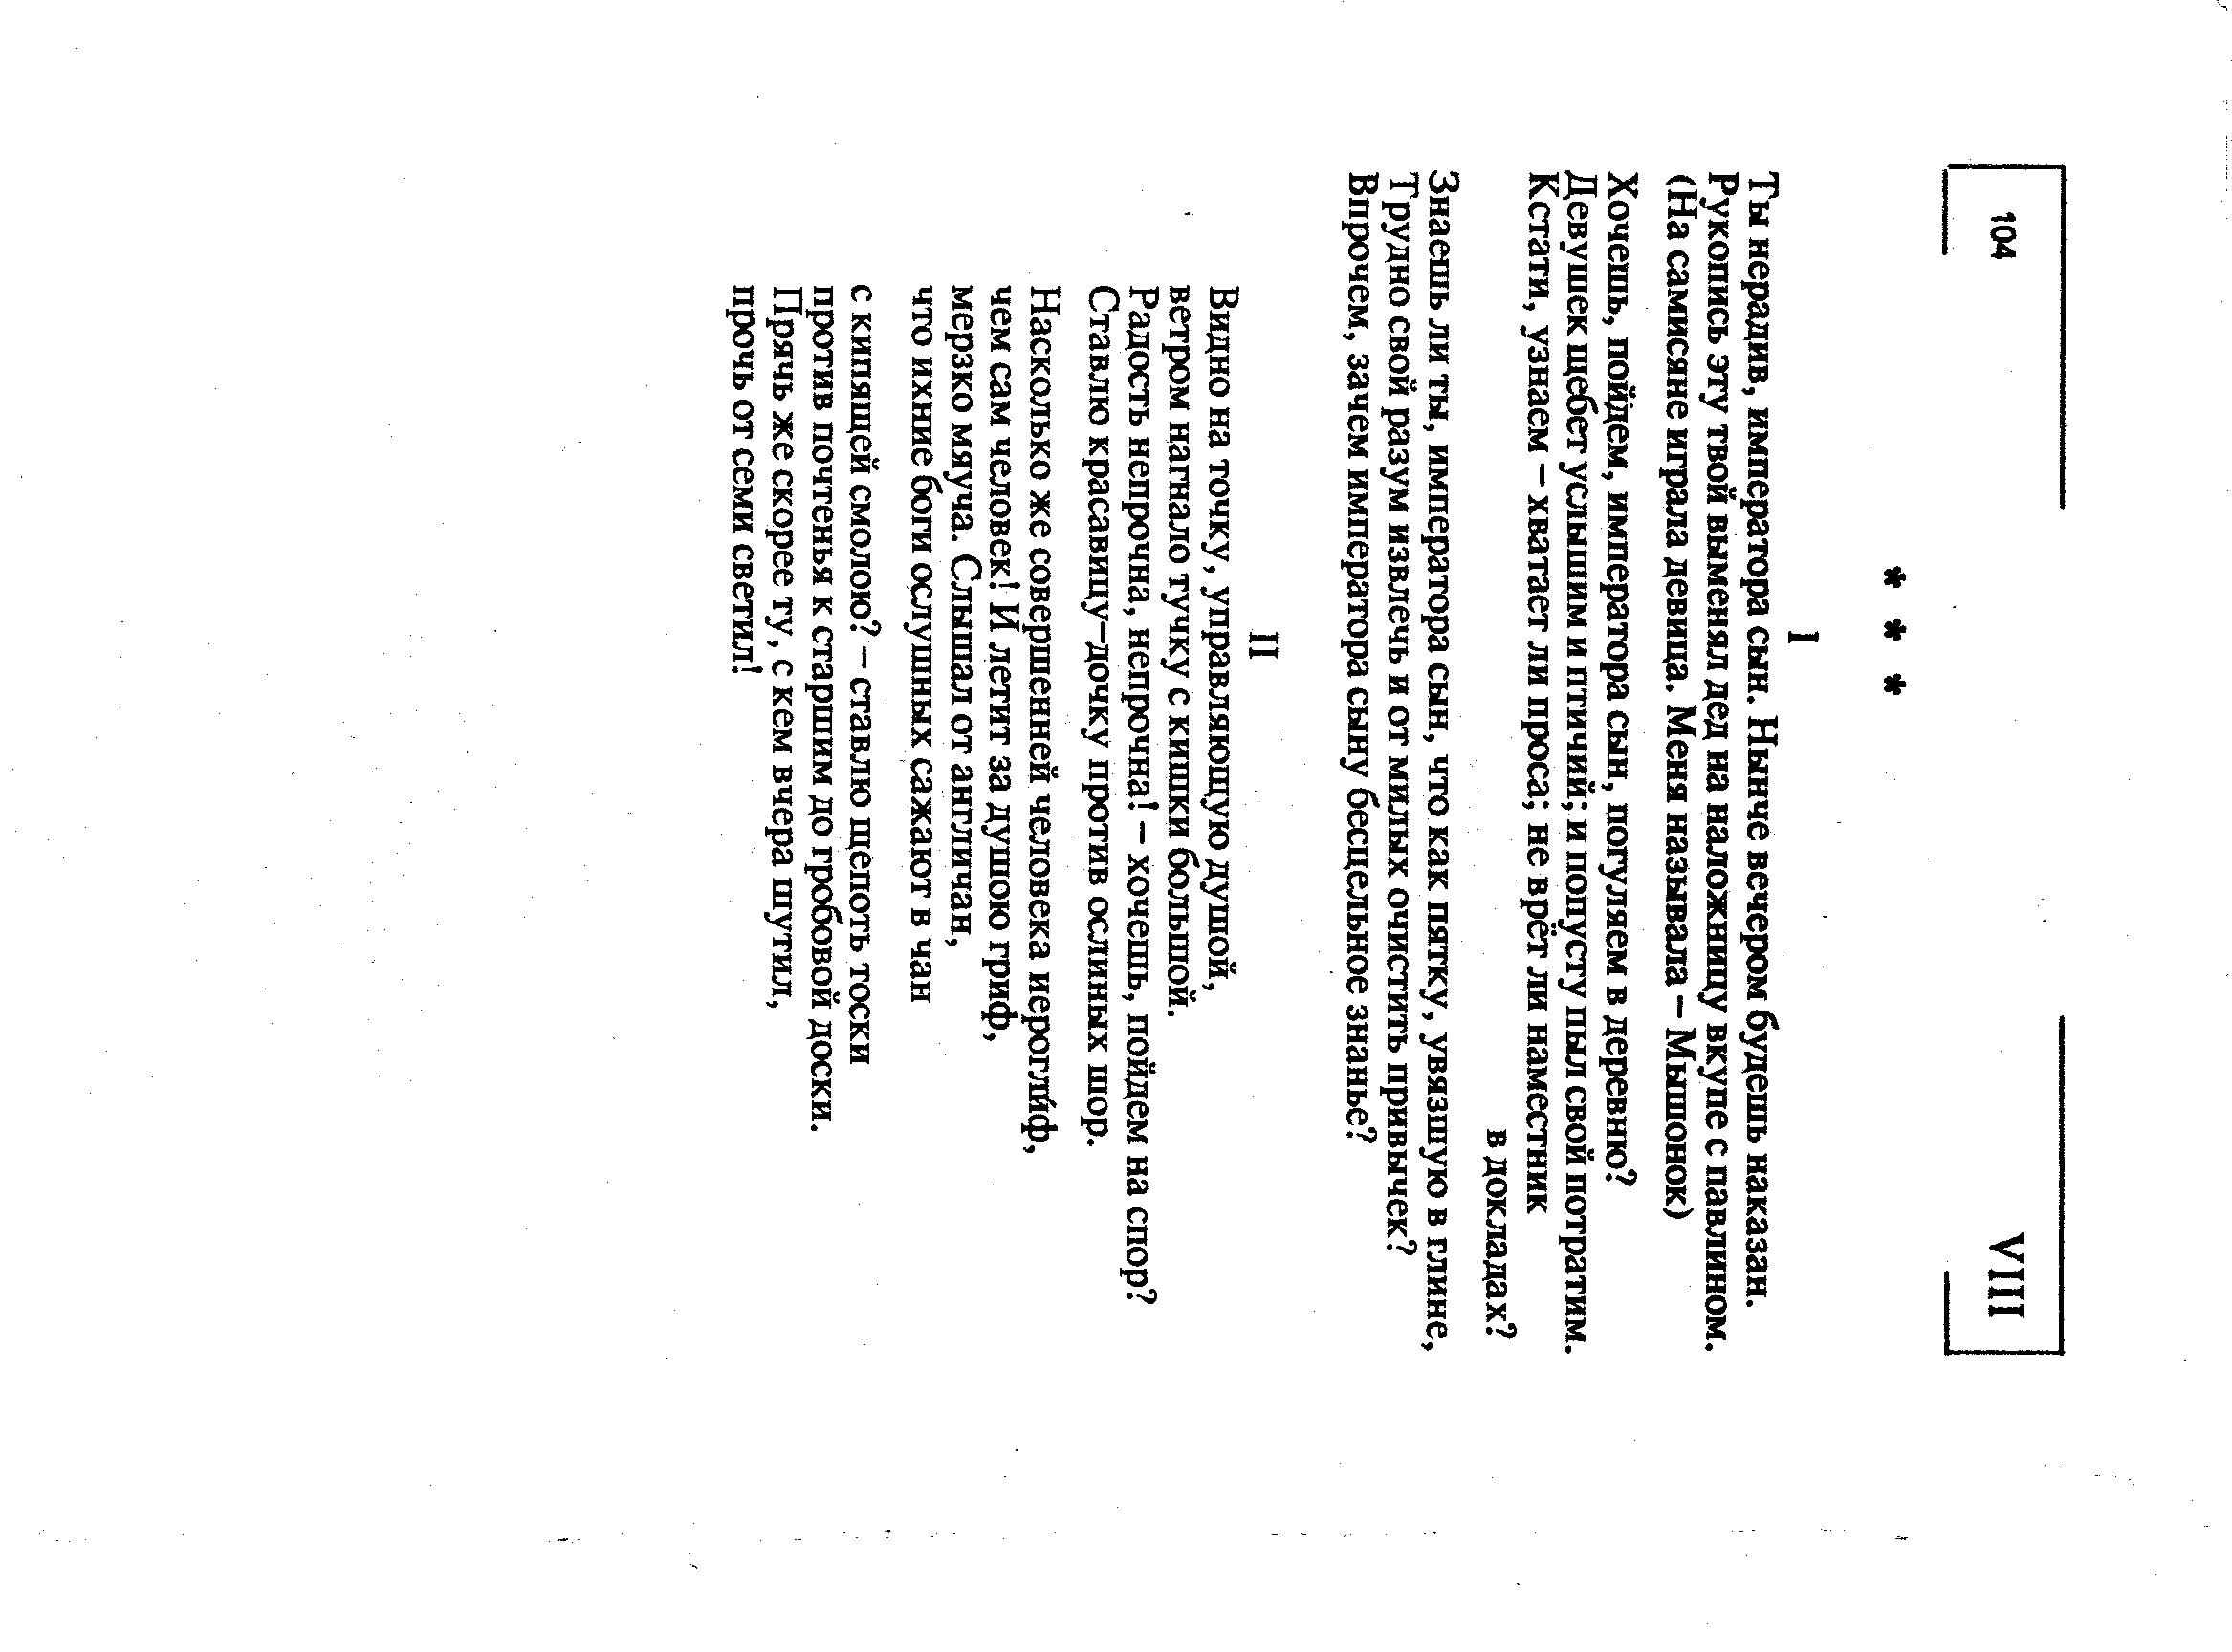 104
VIII
* * *
I
Ты нерадив, императора сын. Нынче вечером будешь наказан.
Рукопись эту твой выменял дед на наложницу вкупе с павлином.
(На самисяне играла девица. Меня называла – Мышонок)
Хочешь, пойдем, императора сын, погуляем в деревню?
Девушек щебет услышим и птичий; и попусту пыл свой потратим.
Кстати, узнаем – хватает ли проса; не врёт ли наместник
в докладах?
Знаешь ли ты, императора сын, что как пятку, увязшую в глине,
Трудно свой разум извлечь и от милых очистить привычек?
Впрочем, зачем императора сыну бесцельное знанье?
II
Видно на точку, управляющую душой,
ветром нагнало тучку с кишки большой.
Радость непрочна, непрочна! – хочешь, пойдем на спор?
Ставлю красавицу–дочку против ослиных шор.
Насколько же совершенней человека иерогли́ф,
чем сам человек! И летит за душою гриф,
мерзко мяуча. Слышал от англичан,
что ихние боги ослушных сажают в чан
с кипящей смолою? – ставлю щепоть тоски
против почтенья к старшим до гробовой доски.
Прячь же скорее ту, с кем вчера шутил,
прочь от семи светил!